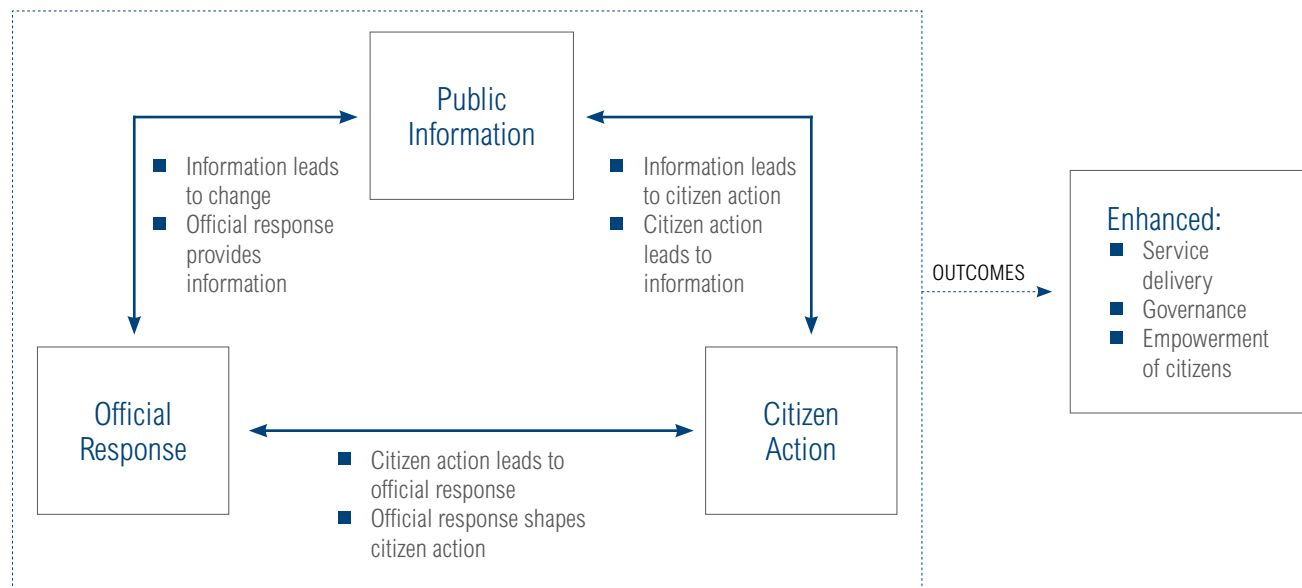 Public
Information
Information leads
to change
Official response
provides
information
Information leads
to citizen action
Citizen action
leads to
information
Official
Response
Citizen
Action
Citizen action leads to
official response
Official response shapes
citizen action
OUTCOMES
Enhanced:
Service
delivery
Governance
Empowerment
of citizens